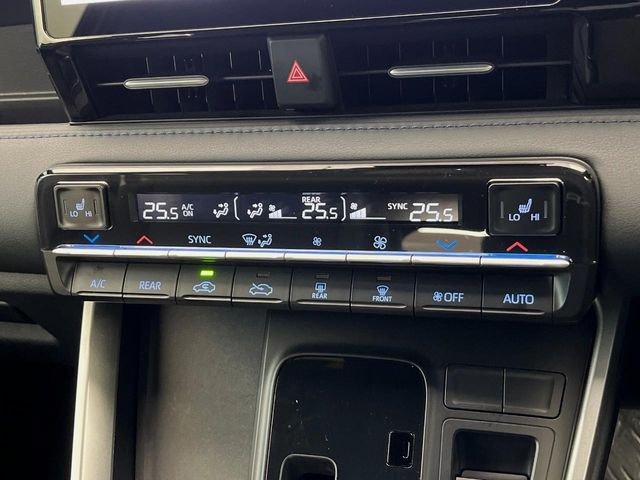 LO HI
25.5 A/C ON
REAR
25.5
SYNC 25.5
LO HI
SYNC
A/C
REAR
REAR
FRONT
OFF
AUTO